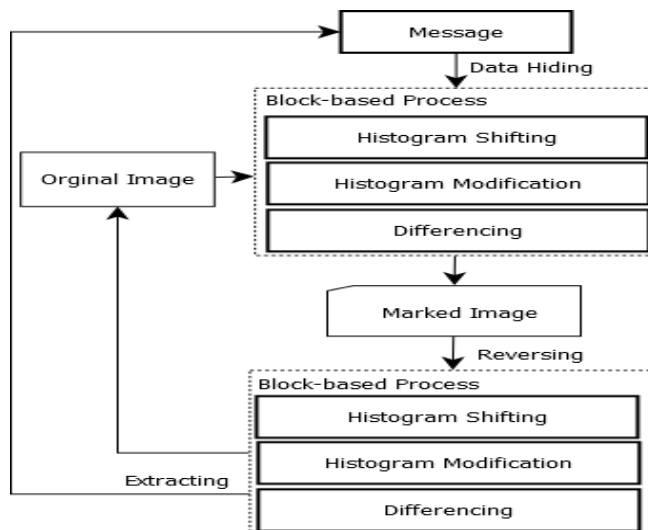 Message
Data Hiding
Block-based Process
Histogram Shifting
Orginal Image
Histogram Modification
Differencing
Marked Image
Reversing
Block-based Process
Histogram Shifting
Histogram Modification
Extracting
Differencing